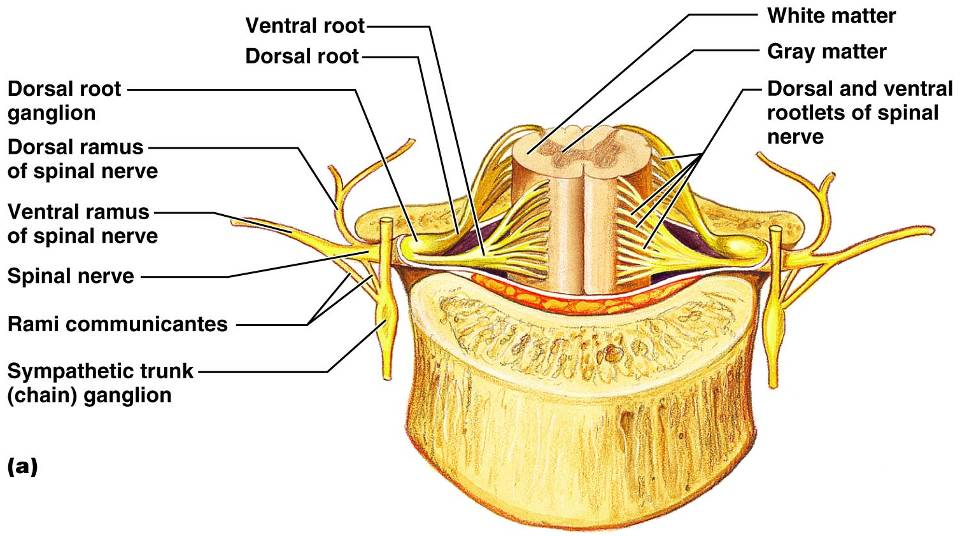 Ventral root
Dorsal root
Dorsal root
ganglion
Dorsal ramus
of spinal nerve
Ventral ramus
of spinal nerve
Spinal nerve
Rami communicantes
Sympathetic trunk
(chain) ganglion
(a)
White matter
Gray matter
Dorsal and ventral
rootlets of spinal
nerve